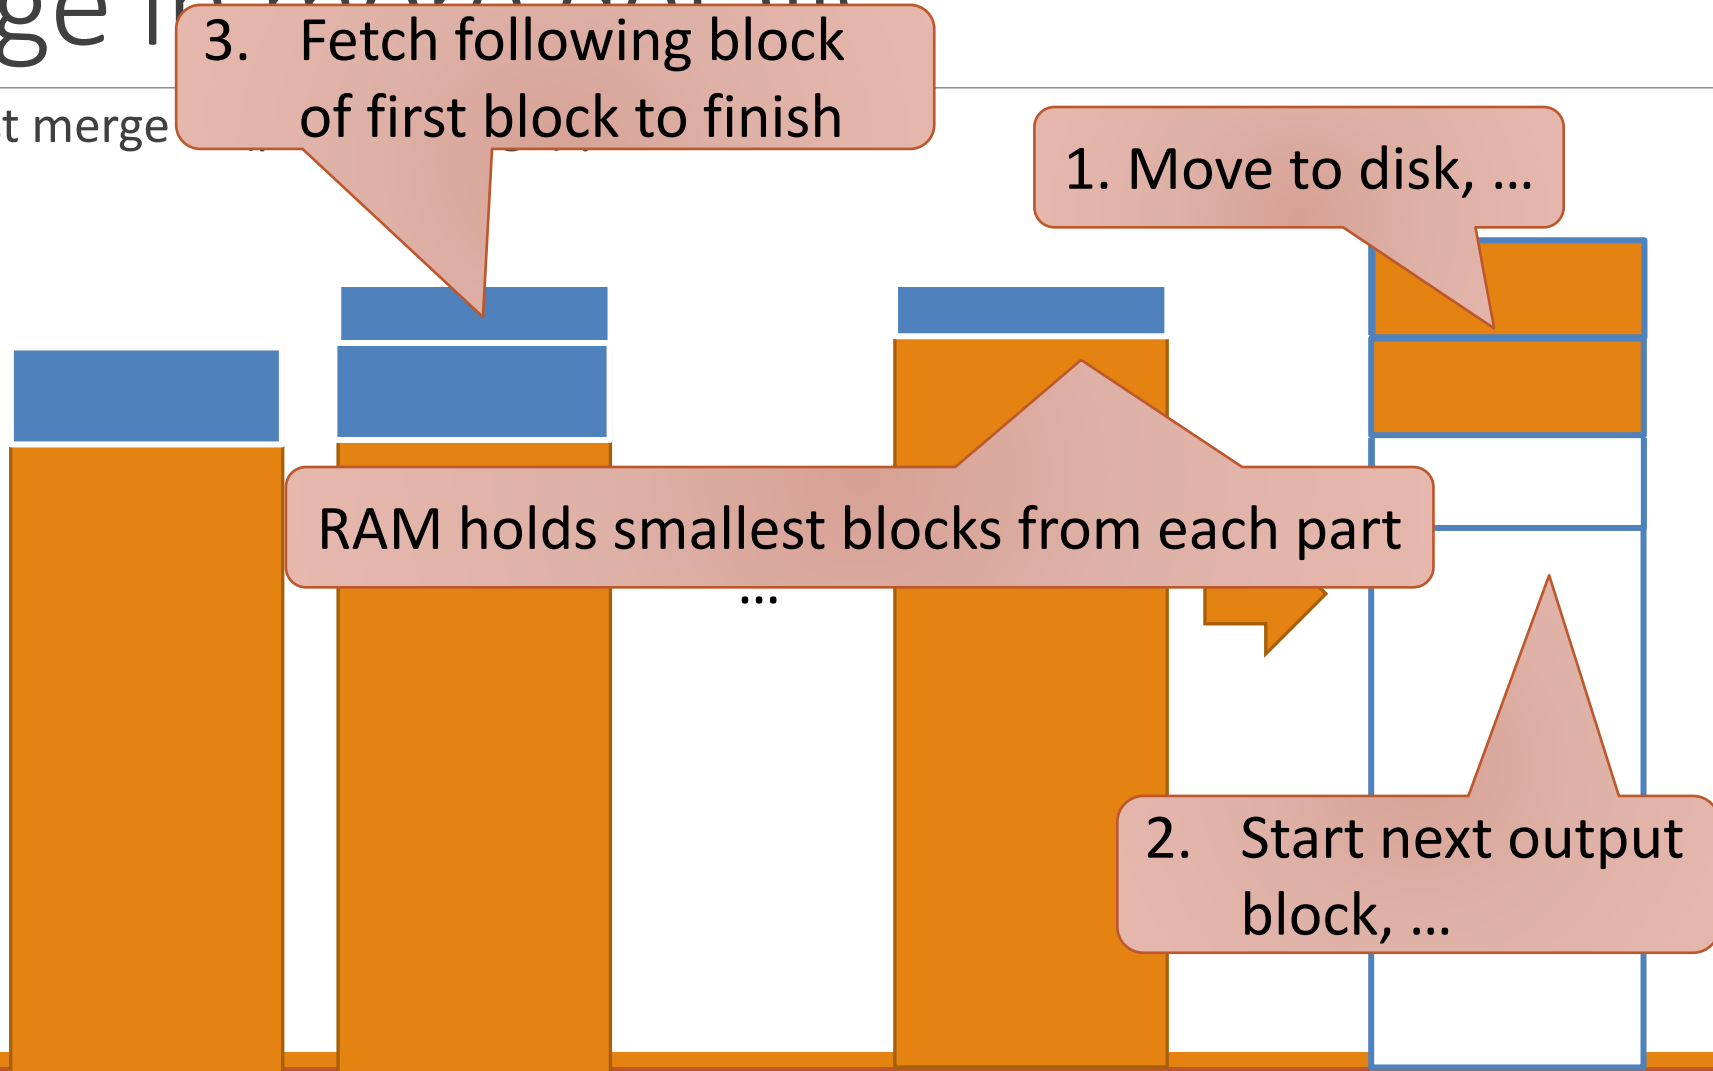 3. Fetch following block
of first block to finish
t merge
1. Move to disk, ...
RAM holds smallest blocks from each part
...
2. Start next output
block, ...